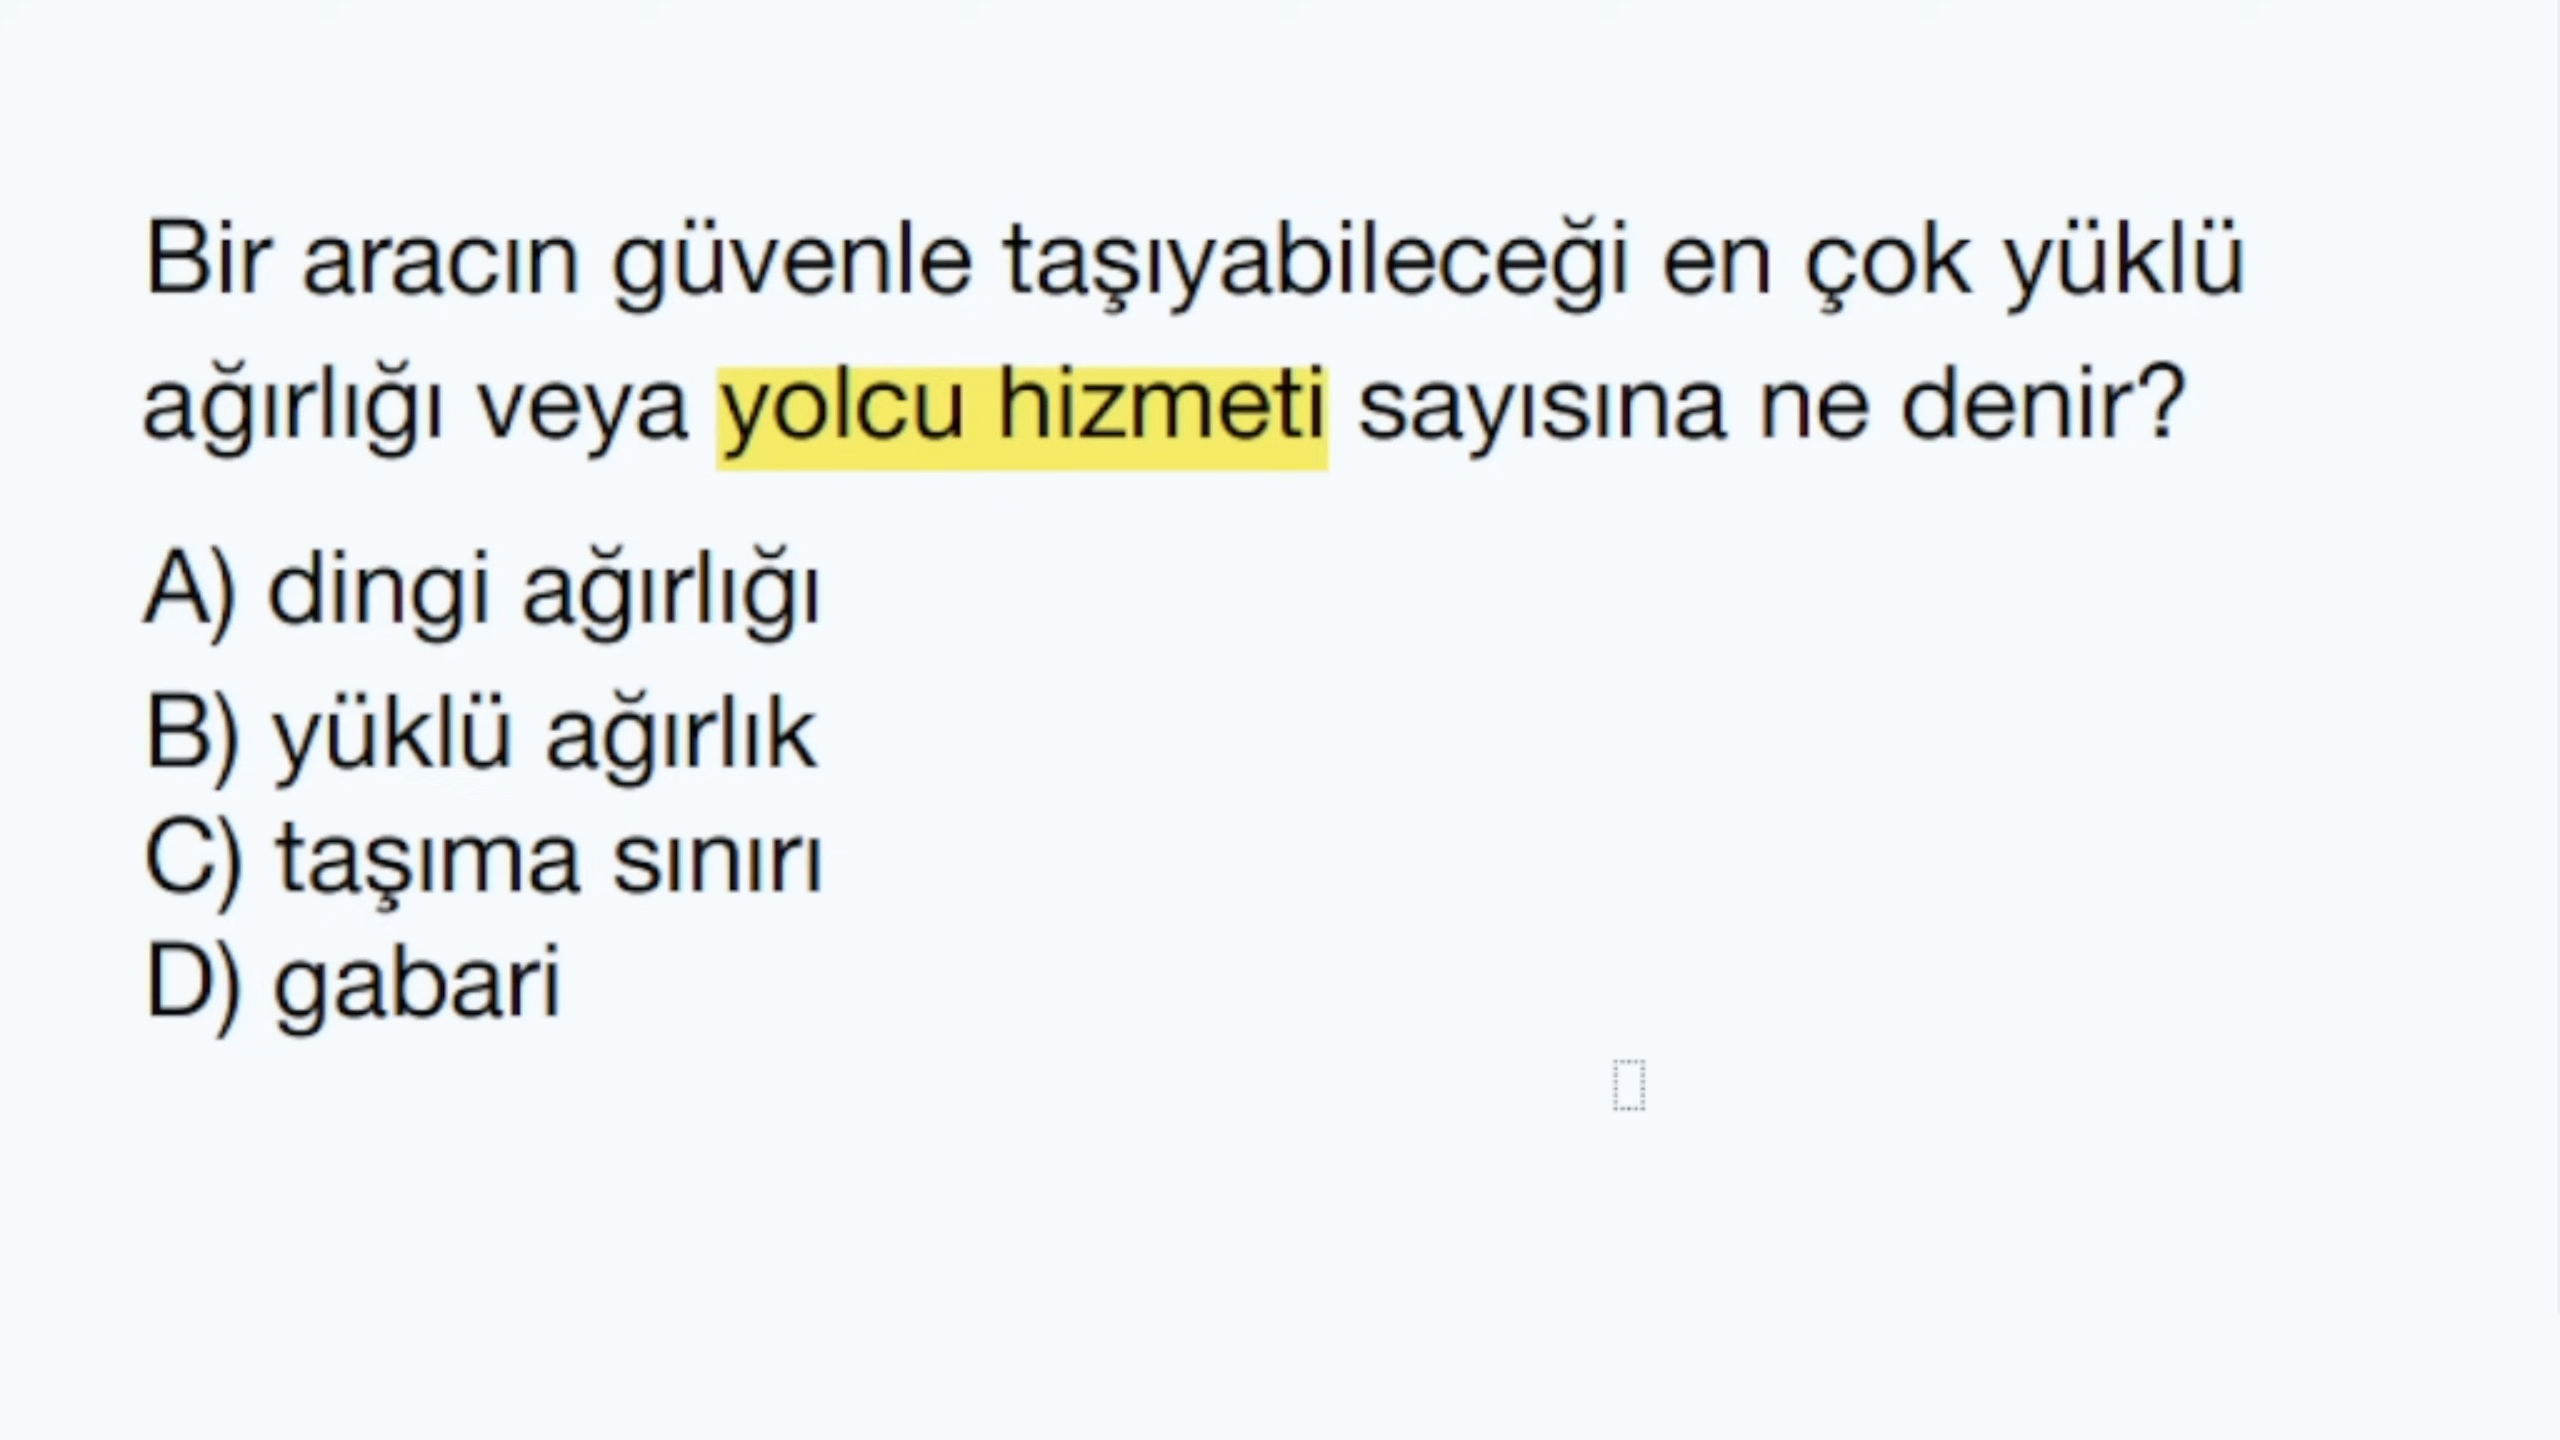 Bir aracın güvenle taşıyabileceği en çok yüklü
ağırlığı veya yolcu hizmeti sayısına ne denir?
A) dingi ağırlığı
B) yüklü ağırlık
C) taşıma sınırı
D) gabari